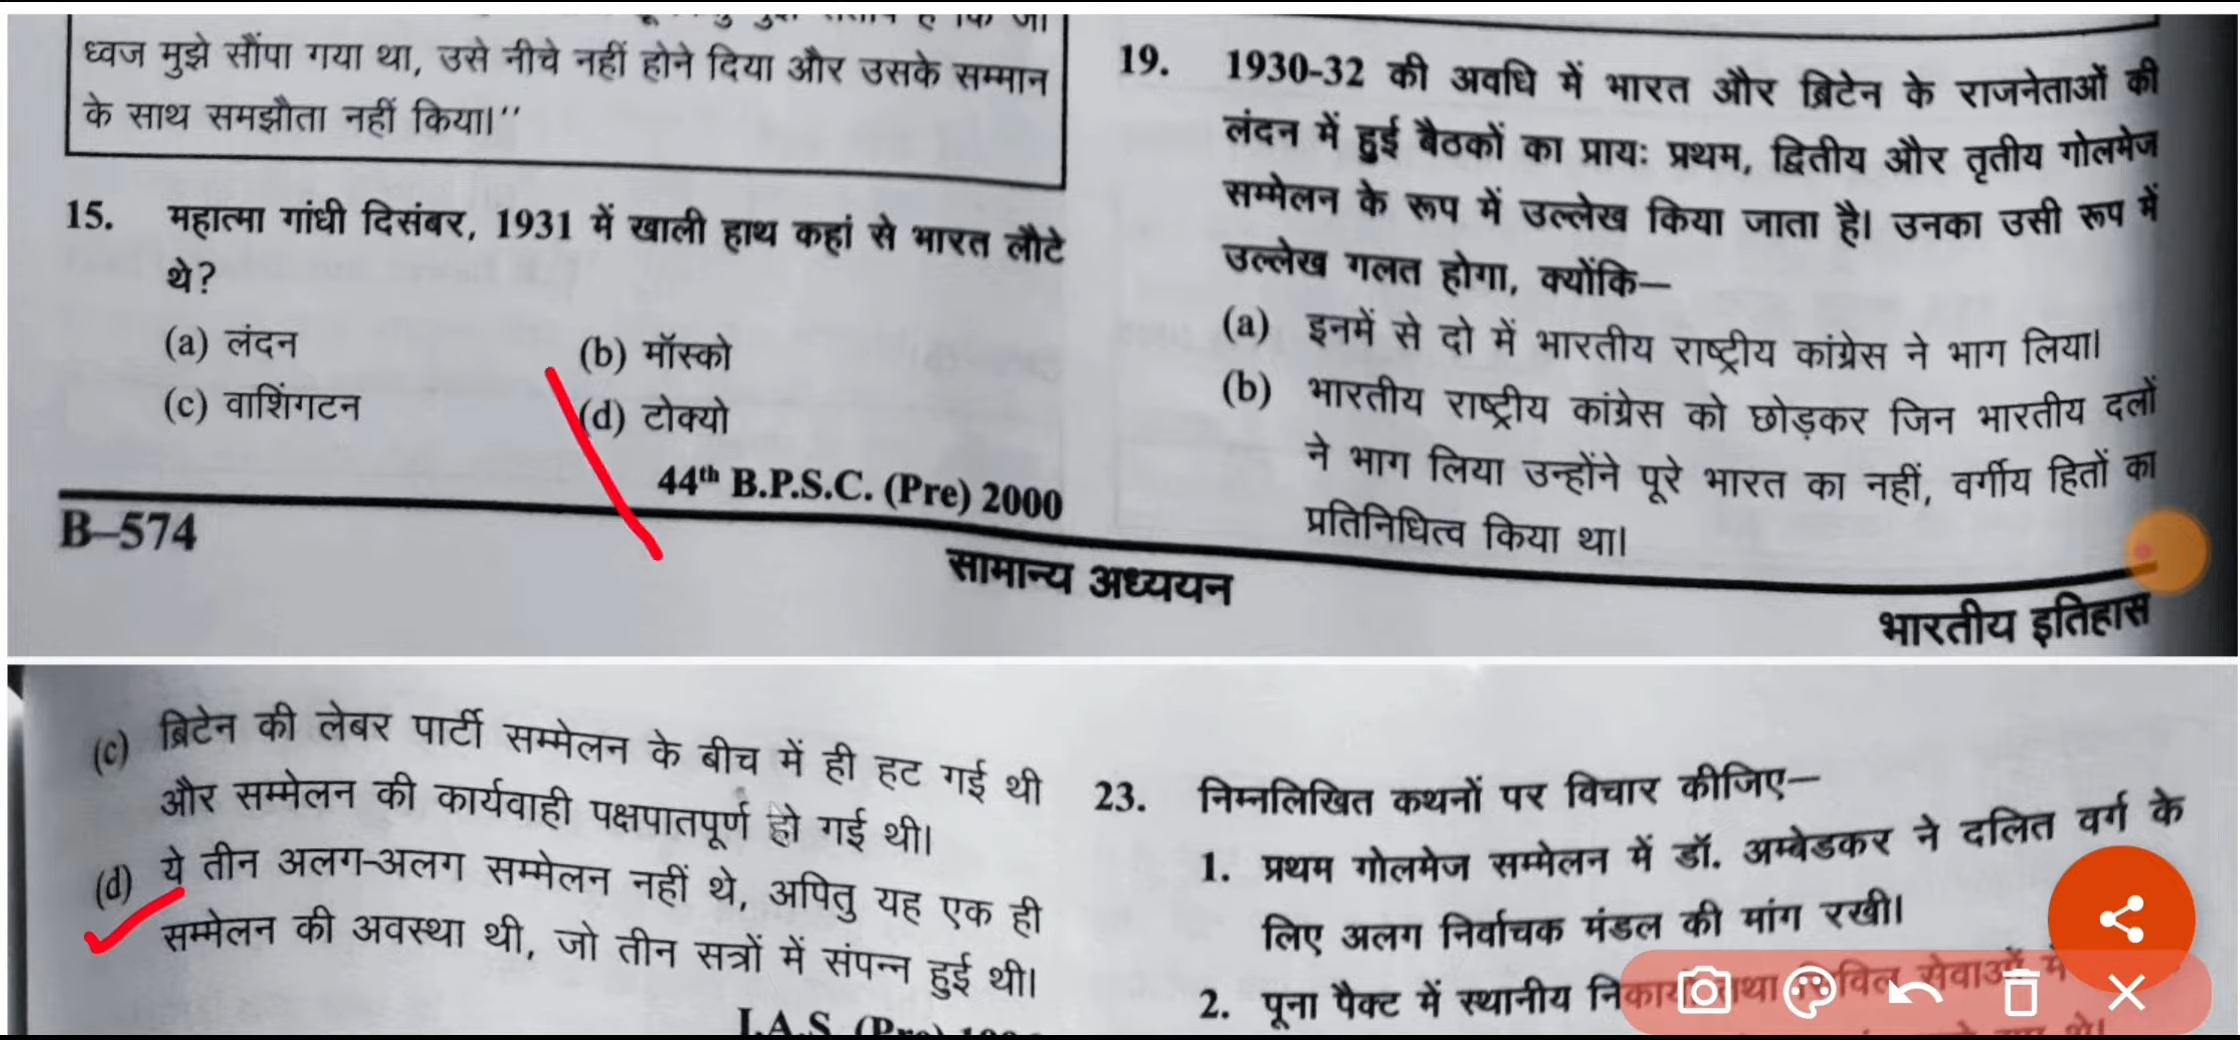 ध्वज मुझे सौंपा गया था, उसे नीचे नहीं होने दिया और उसके सम्मान
के साथ समझौता नहीं किया।''
15. महात्मा गांधी दिसंबर, 1931 में खाली हाथ कहां से भारत लौटे
थे?
(a) लंदन (b) मॉस्को
(c) वाशिंगटन (d) टोक्यो
44th B.P.S.C. (Pre) 2000
19. 1930-32 की अवधि में भारत और ब्रिटेन के राजनेताओं की
लंदन में हुई बैठकों का प्रायः प्रथम, द्वितीय और तृतीय गोलमेज
सम्मेलन के रूप में उल्लेख किया जाता है। उनका उसी रूप में
उल्लेख गलत होगा, क्योंकि—
(a) इनमें से दो में भारतीय राष्ट्रीय कांग्रेस ने भाग लिया।
(b) भारतीय राष्ट्रीय कांग्रेस को छोड़कर जिन भारतीय दलों
ने भाग लिया उन्होंने पूरे भारत का नहीं, वर्गीय हितों का
प्रतिनिधित्व किया था।
B–574
सामान्य अध्ययन
भारतीय इतिहास
(c) ब्रिटेन की लेबर पार्टी सम्मेलन के बीच में ही हट गई थी
और सम्मेलन की कार्यवाही पक्षपातपूर्ण हो गई थी।
(d) ये तीन अलग-अलग सम्मेलन नहीं थे, अपितु यह एक ही
सम्मेलन की अवस्था थी, जो तीन सत्रों में संपन्न हुई थी।
I.A.S. (Pre)
23. निम्नलिखित कथनों पर विचार कीजिए—
1. प्रथम गोलमेज सम्मेलन में डॉ. अम्बेडकर ने दलित वर्ग के
लिए अलग निर्वाचक मंडल की मांग रखी।
2. पूना पैक्ट में स्थानीय निकायों तथा सिविल सेवाओं में